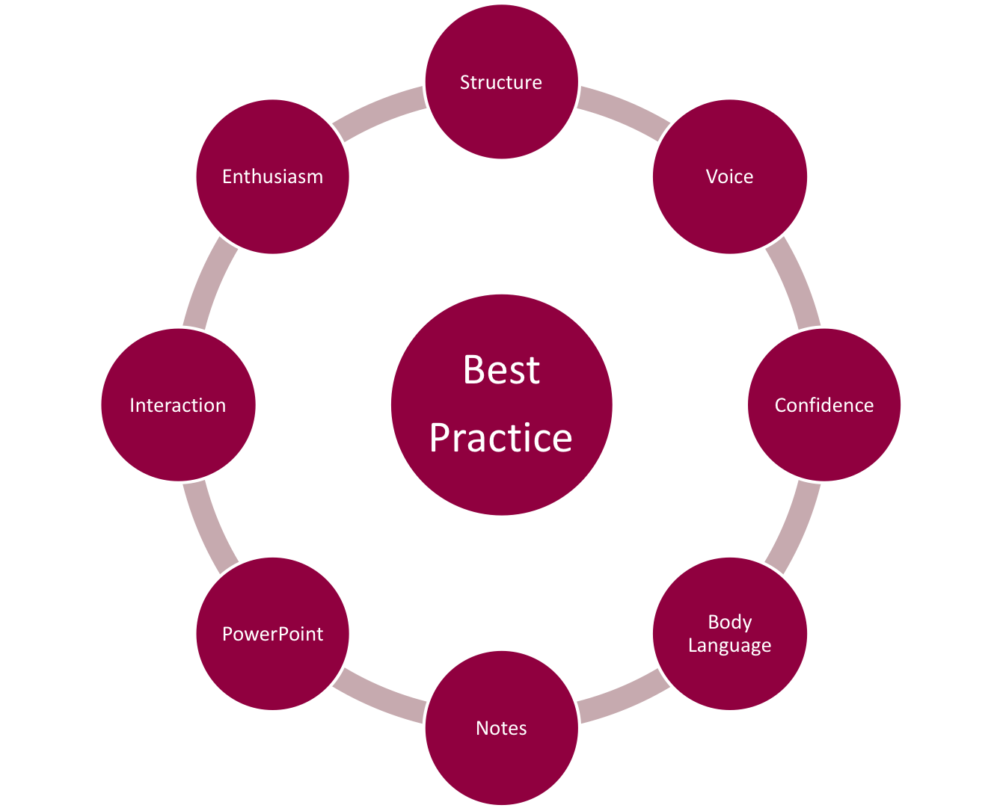 Structure
Enthusiasm
Voice
Best
Practice
Interaction
Confidence
PowerPoint
Body
Language
Notes